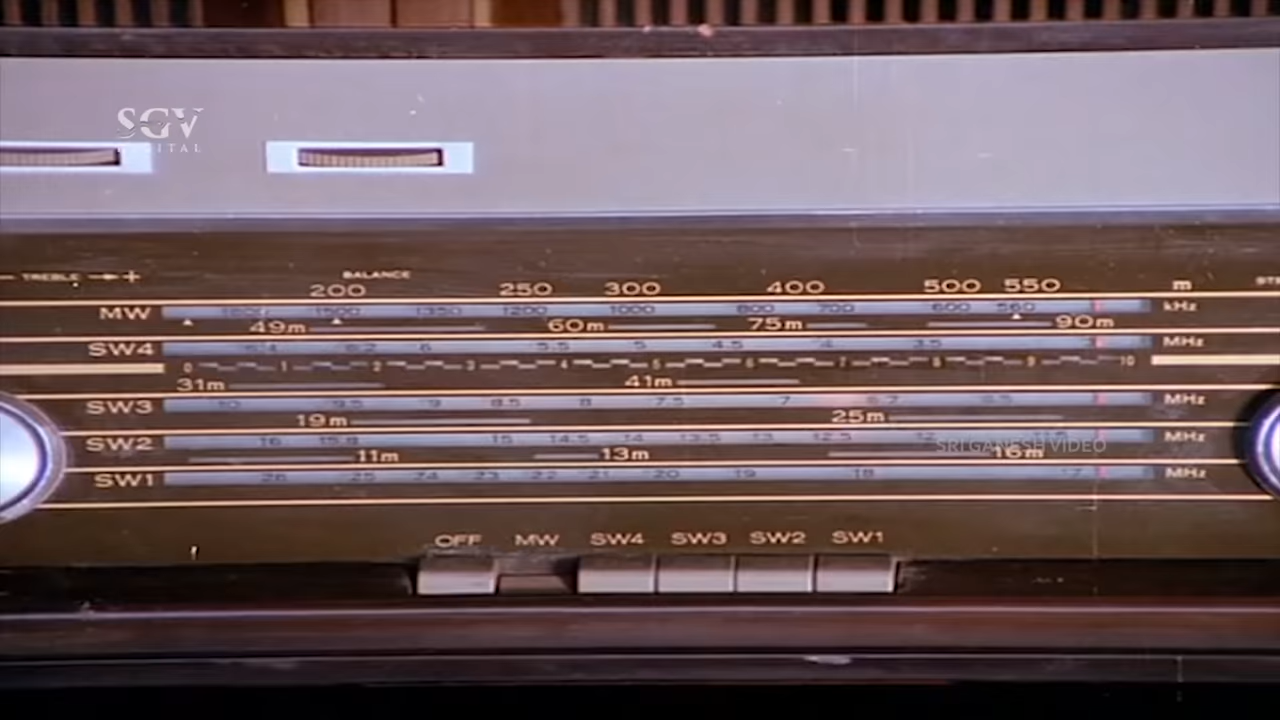 SGV
DIGITAL
TREBLE +
BALANCE
200 250 300 400 500 550 m
MW 1500 1350 1200 1000 800 700 600 560 kHz
49m 60m 75m 90m
SW4 6.2 6 5.5 5 4.5 4 3.5 MHz
0 1 2 3 4 5 6 7 8 9 10
31m 41m
SW3 10 9.5 9 8.5 8 7.5 7 MHz
19m 25m
SW2 16 15 14.5 14 13.5 13 12.5 12 MHz
SRI GANESH VIDEO
11m 13m 16m
SW1 26 25 24 23 22 21 20 19 18 17 MHz
OFF MW SW4 SW3 SW2 SW1